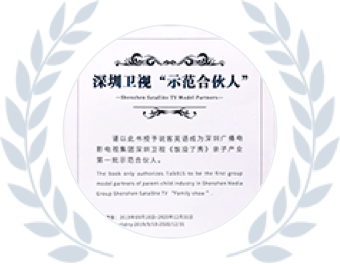 深圳卫视“示范合伙人”
—Shenzhen Satellite TV Model Partners—
请以此书授予说客英语成为深圳广播电
影电视集团深圳卫视《饭没了秀》亲子产业
第一批示范合伙人。
The book only authorizes Talk915 to be the first group
model partners of parent child industry in Shenzhen Media
Group Shenzhen Satellite TV "Family show".